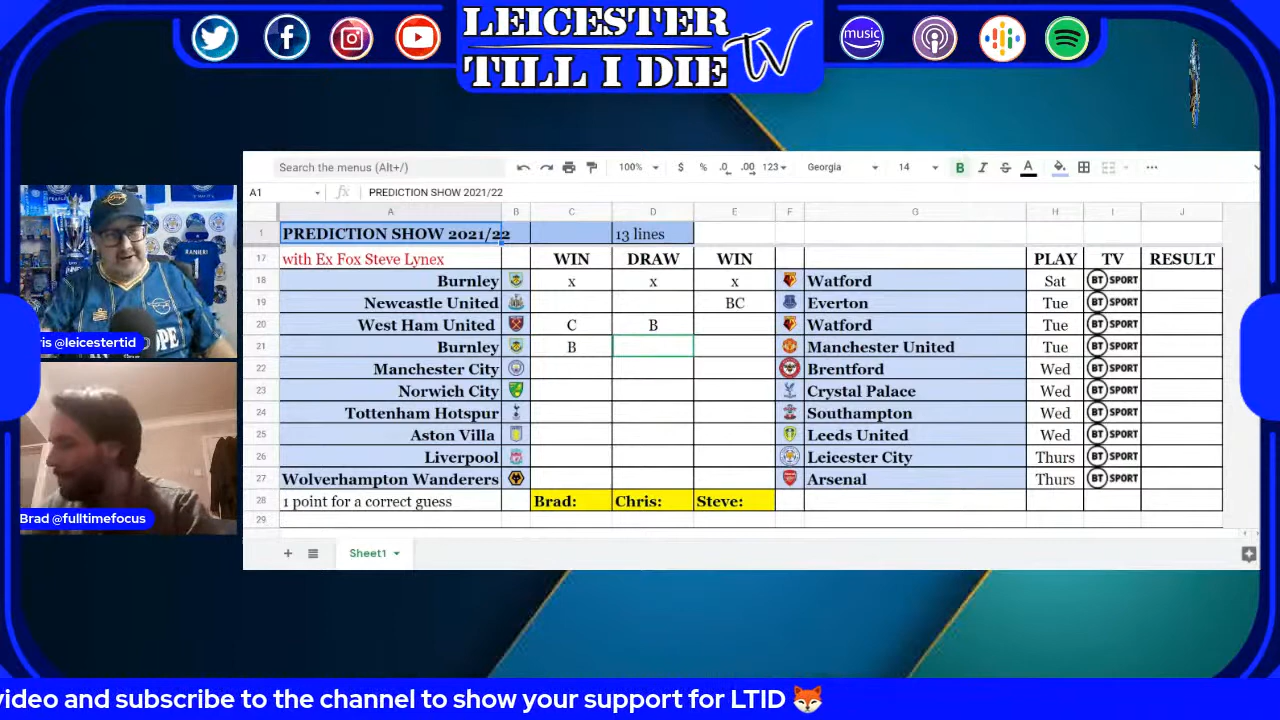 LEICESTER
TILL I DIE TV
music
Search the menus (Alt+/) 100% $ % .0 .00 123 Georgia 14 B I S A
A1 fx PREDICTION SHOW 2021/22
A B C D E F G H I J
1 PREDICTION SHOW 2021/22 13 lines
17 with Ex Fox Steve Lynex WIN DRAW WIN PLAY TV RESULT
18 Burnley x x x Watford Sat BT SPORT
19 Newcastle United BC Everton Tue BT SPORT
20 West Ham United C B Watford Tue BT SPORT
21 Burnley B Manchester United Tue BT SPORT
22 Manchester City Brentford Wed BT SPORT
23 Norwich City Crystal Palace Wed BT SPORT
24 Tottenham Hotspur Southampton Wed BT SPORT
25 Aston Villa Leeds United Wed BT SPORT
26 Liverpool Leicester City Thurs BT SPORT
27 Wolverhampton Wanderers Arsenal Thurs BT SPORT
28 1 point for a correct guess Brad: Chris: Steve:
29
+ Sheet1
RANIERI
1
ris @leicestertid
Brad @fulltimefocus
video and subscribe to the channel to show your support for LTID 🦊